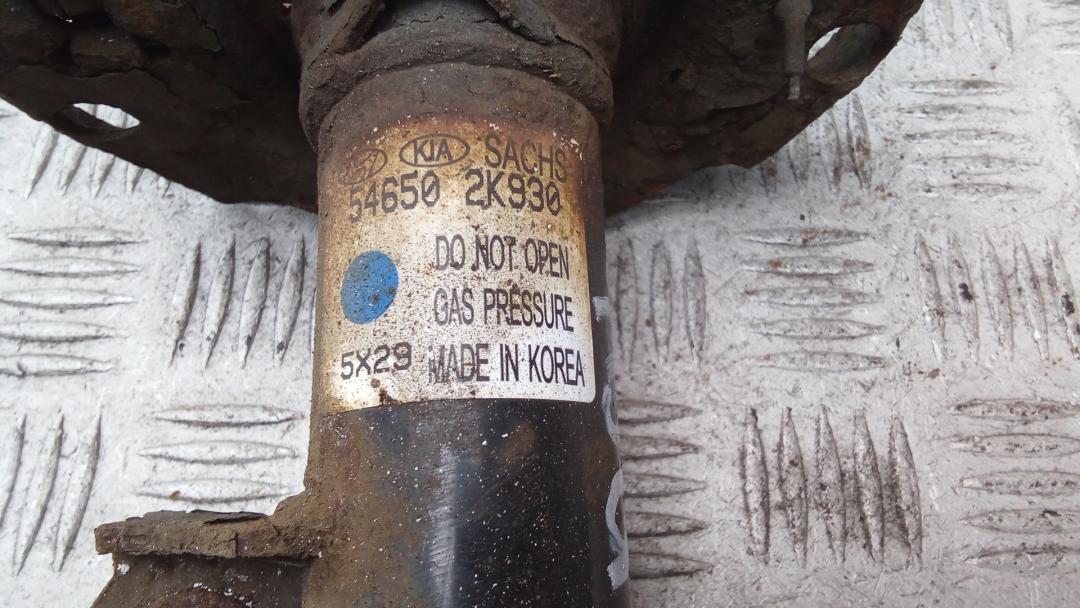 KIA SACHS
54650 2K930
DO NOT OPEN
GAS PRESSURE
5X29 MADE IN KOREA